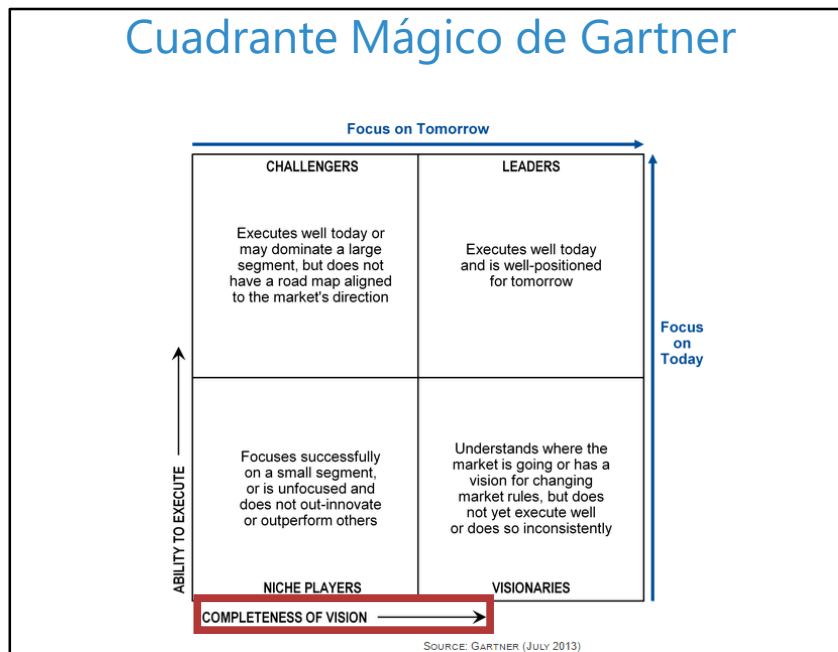 Cuadrante Mágico de Gartner
Focus on Tomorrow
CHALLENGERS
LEADERS
Executes well today or
may dominate a large
segment, but does not
have a road map aligned
to the market's direction
Executes well today
and is well-positioned
for tomorrow
Focus
on
Today
ABILITY TO EXECUTE
Focuses successfully
on a small segment,
or is unfocused and
does not out-innovate
or outperform others
Understands where the
market is going or has a
vision for changing
market rules, but does
not yet execute well
or does so inconsistently
NICHE PLAYERS
VISIONARIES
COMPLETENESS OF VISION
SOURCE: GARTNER (JULY 2013)